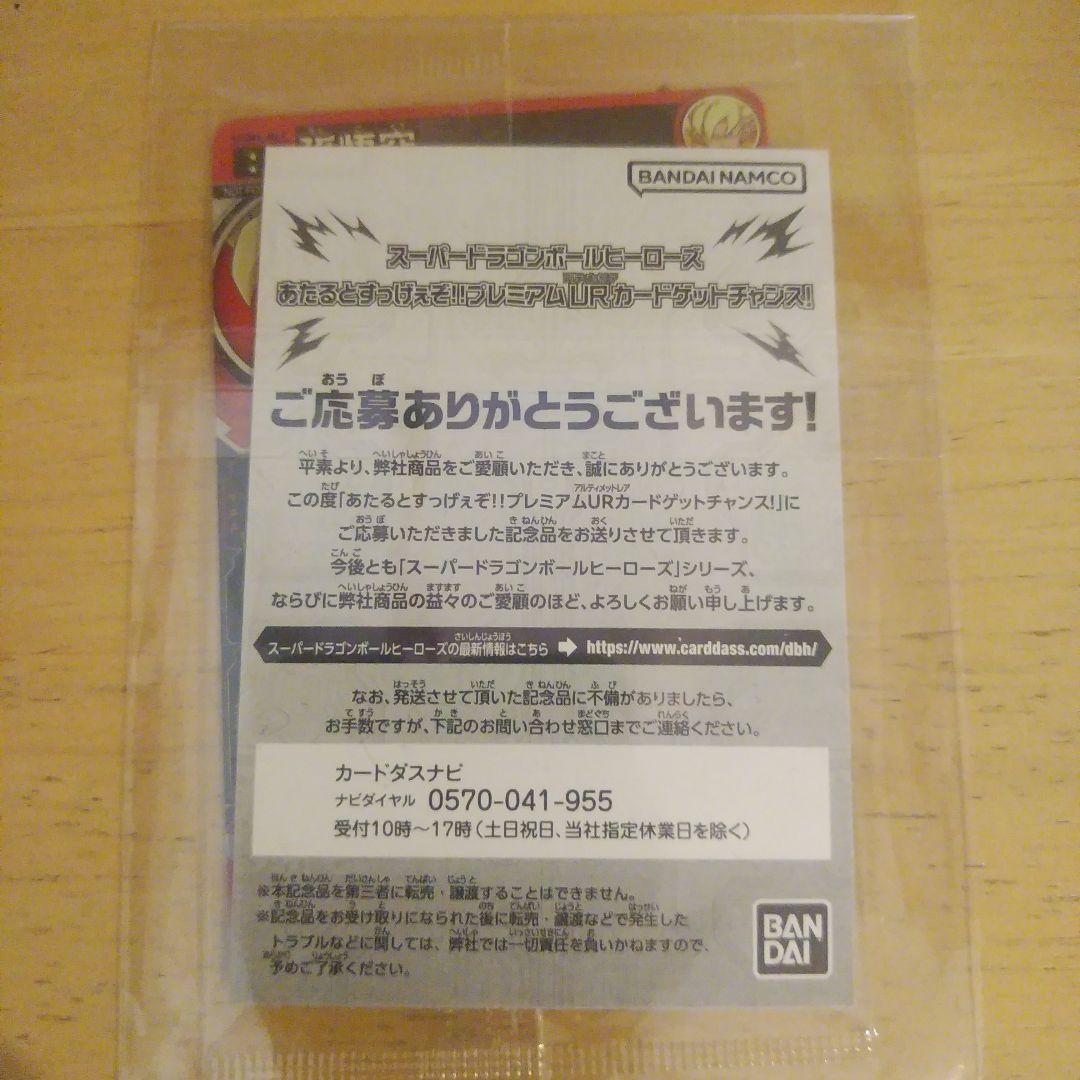 孫悟空
BANDAI NAMCO
スーパードラゴンボールヒーローズ
あたるとすっげぇぞ!!プレミアムURカードゲットチャンス!
ご応募ありがとうございます!
平素より、弊社商品をご愛顧いただき、誠にありがとうございます。
この度「あたるとすっげぇぞ!!プレミアムURカードゲットチャンス!」に
ご応募いただきました記念品をお送りさせて頂きます。
今後とも「スーパードラゴンボールヒーローズ」シリーズ、
ならびに弊社商品の益々のご愛顧のほど、よろしくお願い申し上げます。
スーパードラゴンボールヒーローズの最新情報はこちら ➡ https://www.carddass.com/dbh/
なお、発送させて頂いた記念品に不備がありましたら、
お手数ですが、下記のお問い合わせ窓口までご連絡ください。
カードダスナビ
ナビダイヤル 0570-041-955
受付10時～17時(土日祝日、当社指定休業日を除く)
※本記念品を第三者に転売・譲渡することはできません。
※記念品をお受け取りになられた後に転売・譲渡などで発生した
トラブルなどに関しては、弊社では一切責任を負いかねますので、
予めご了承ください。
BAN
DAI